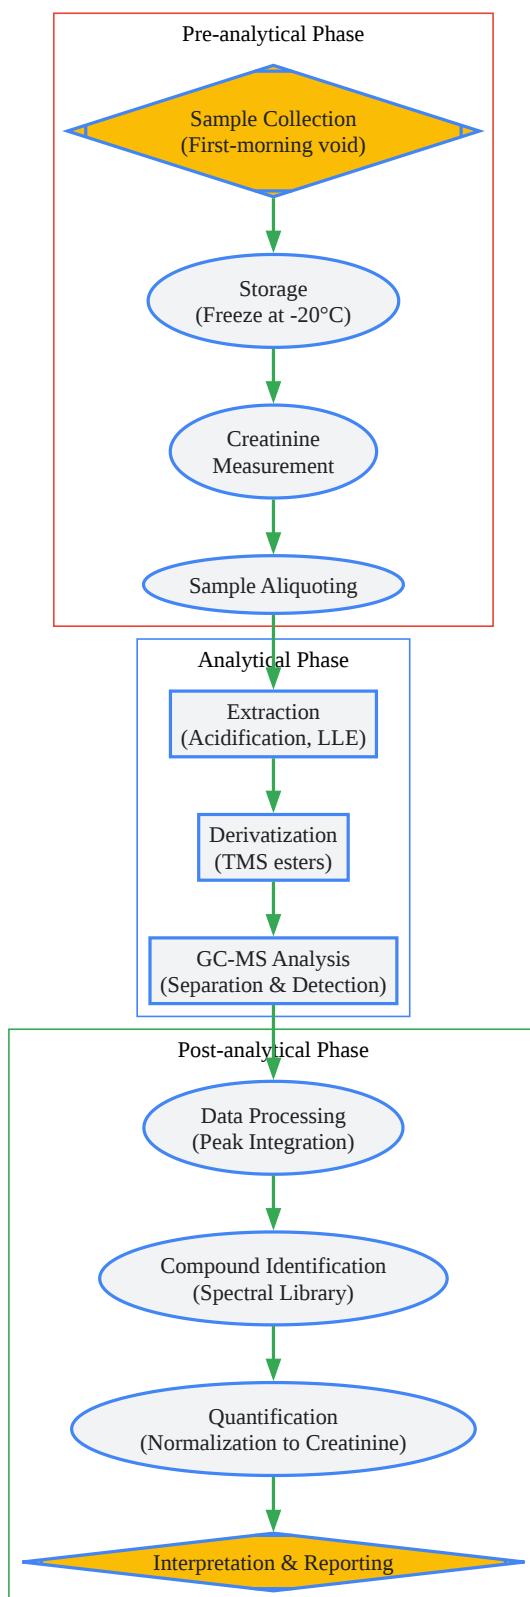 Pre-analytical Phase
Sample Collection
(First-morning void)
Storage
(Freeze at -20°C)
Creatinine
Measurement
Sample Aliquoting
Analytical Phase
Extraction
(Acidification, LLE)
Derivatization
(TMS esters)
GC-MS Analysis
(Separation & Detection)
Post-analytical Phase
Data Processing
(Peak Integration)
Compound Identification
(Spectral Library)
Quantification
(Normalization to Creatinine)
Interpretation & Reporting